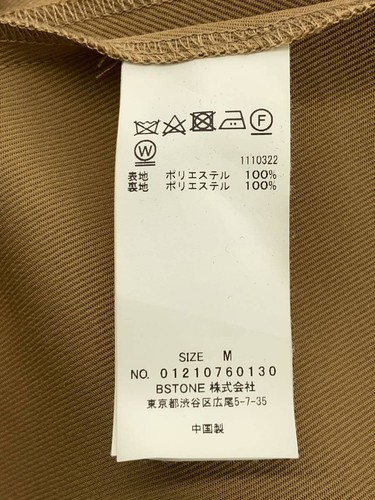 F
W
1110322
表地 ポリエステル 100%
裏地 ポリエステル 100%
SIZE M
NO. 01210760130
BSTONE 株式会社
東京都渋谷区広尾5-7-35
中国製